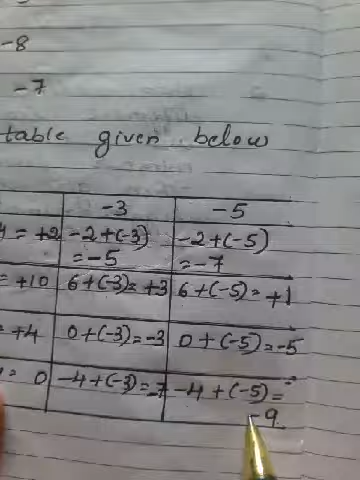 -8
-7
table given below
-3 -5
4 = +2 -2+(-3) = -5 -2+(-5) = -7
= +10 6+(-3)=+3 6+(-5)=+1
= +4 0+(-3)=-3 0+(-5)=-5
= 0 -4+(-3)=-7 -4+(-5)= -9